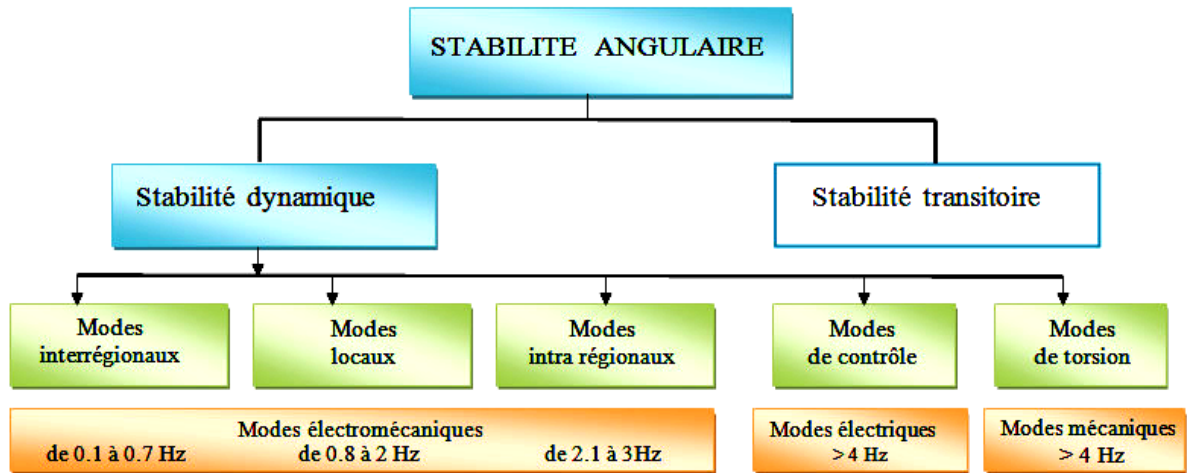 STABILITE ANGULAIRE
Stabilité dynamique
Stabilité transitoire
Modes
interrégionaux
Modes
locaux
Modes
intra régionaux
Modes
de contrôle
Modes
de torsion
Modes électromécaniques
de 0.1 à 0.7 Hz de 0.8 à 2 Hz de 2.1 à 3Hz
Modes électriques
>4 Hz
Modes mécaniques
> 4 Hz